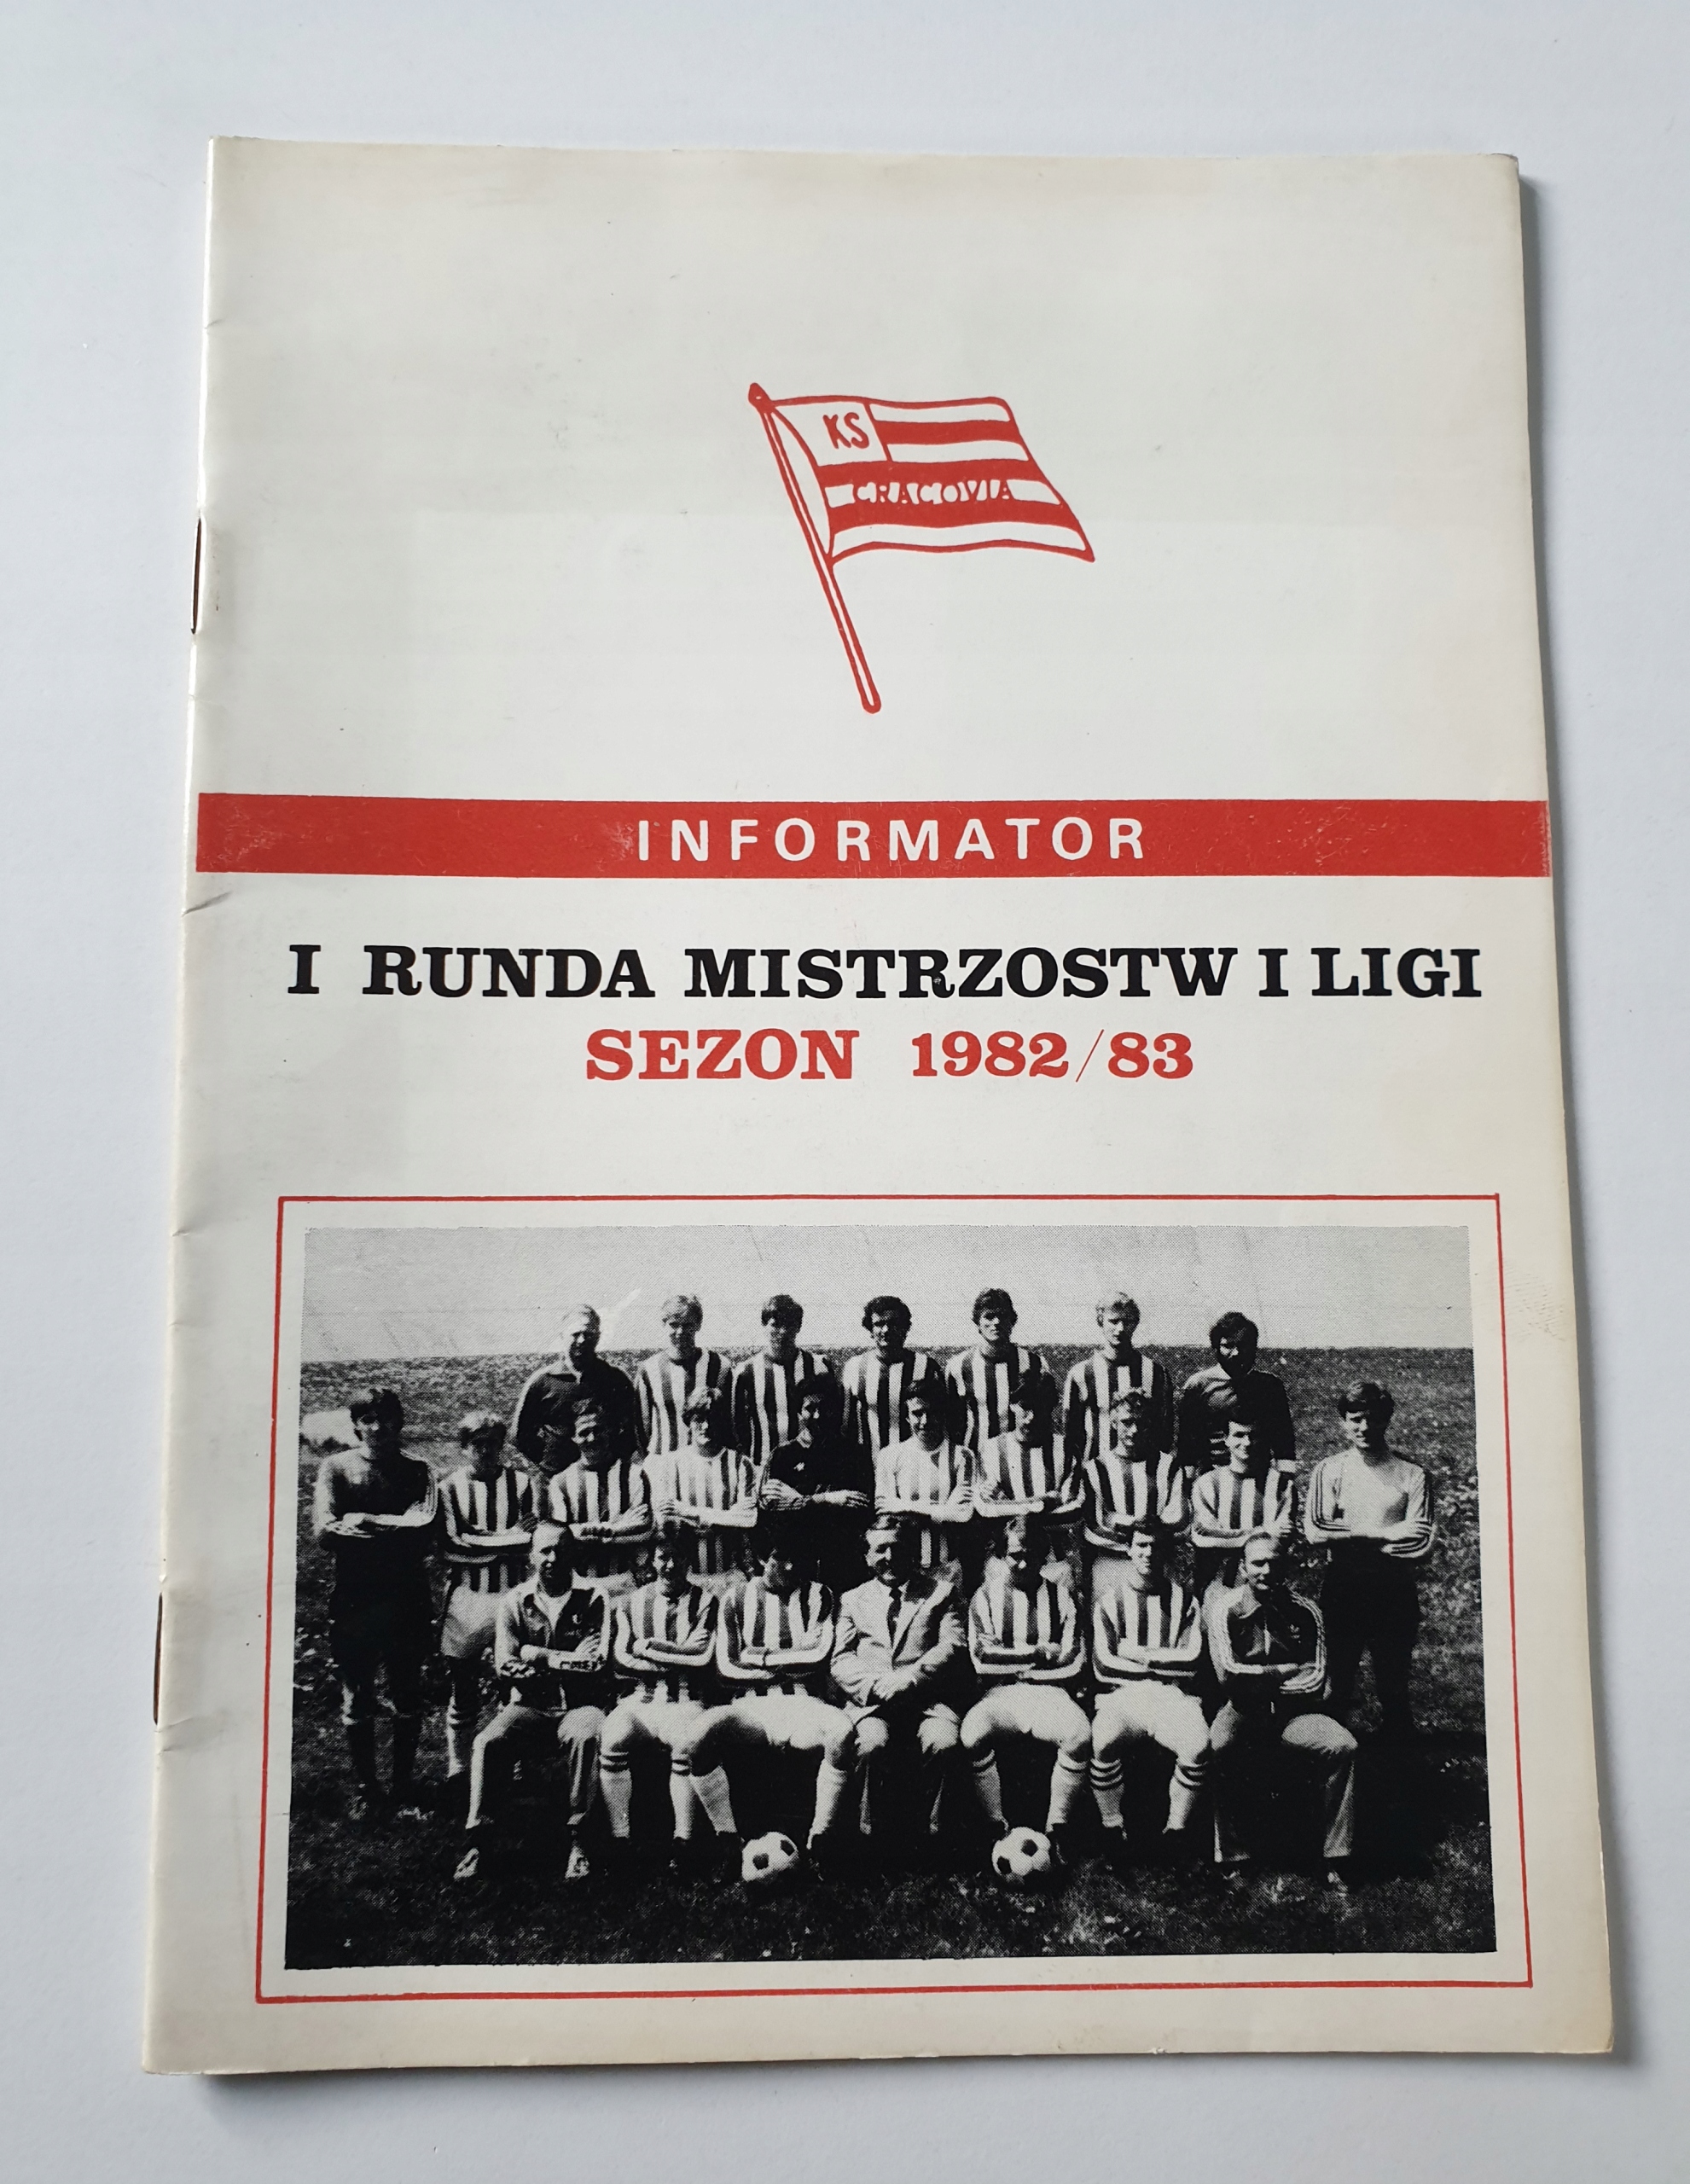 KS
CRACOVIA
INFORMATOR
I RUNDA MISTRZOSTW I LIGI
SEZON 1982/83